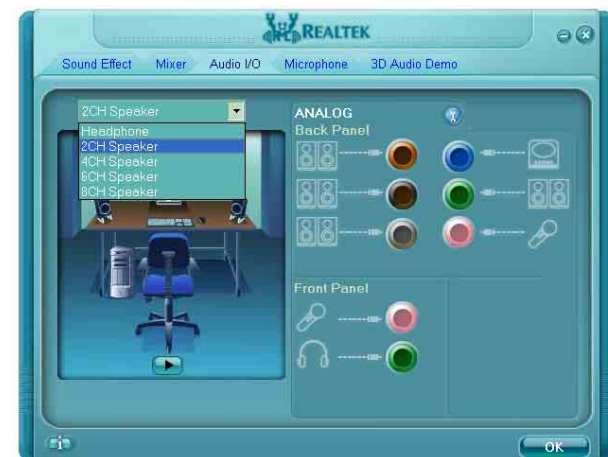 REALTEK
Sound Effect Mixer Audio I/O Microphone 3D Audio Demo
2CH Speaker
Headphone
2CH Speaker
4CH Speaker
6CH Speaker
8CH Speaker
ANALOG
Back Panel
Front Panel
OK